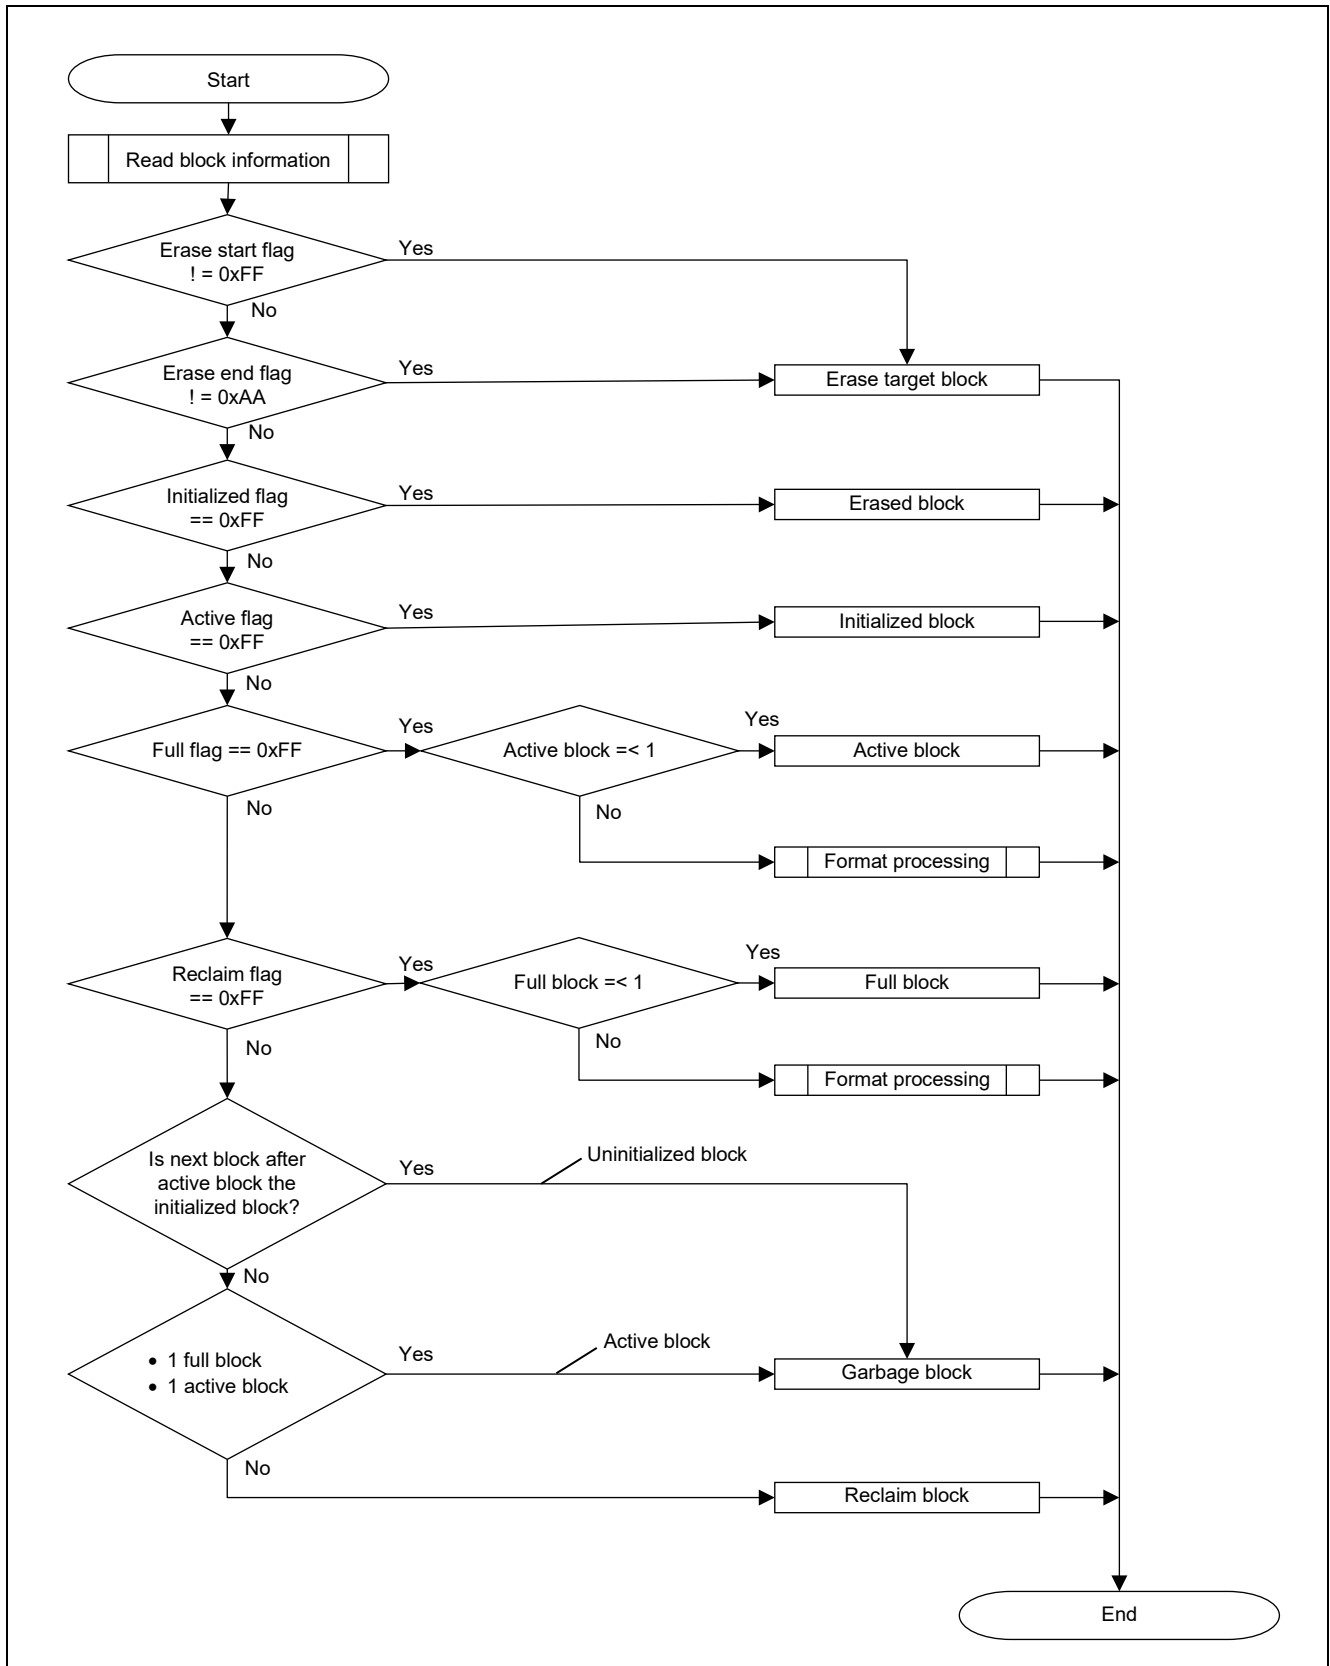 Start
Read block information
Erase start flag
! = 0xFF
Yes
No
Erase end flag
! = 0xAA
Yes
Erase target block
No
Initialized flag
== 0xFF
Yes
Erased block
No
Active flag
== 0xFF
Yes
Initialized block
No
Full flag == 0xFF
Yes
Active block =< 1
Yes
Active block
No
No
Format processing
Reclaim flag
== 0xFF
Yes
Full block =< 1
Yes
Full block
No
No
Format processing
Is next block after
active block the
initialized block?
Yes
Uninitialized block
No
• 1 full block
• 1 active block
Yes
Active block
Garbage block
No
Reclaim block
End